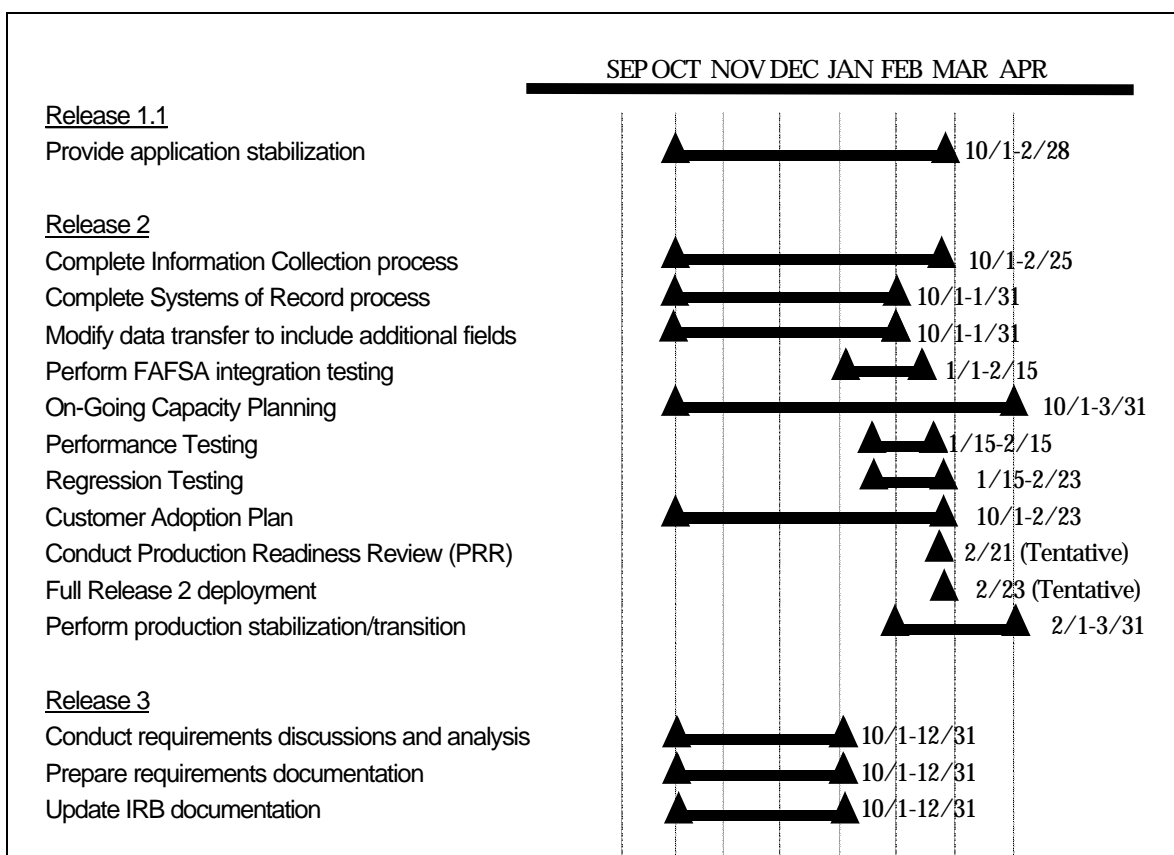 SEP OCT NOV DEC JAN FEB MAR APR
Release 1.1
Provide application stabilization 10/1-2/28
Release 2
Complete Information Collection process 10/1-2/25
Complete Systems of Record process 10/1-1/31
Modify data transfer to include additional fields 10/1-1/31
Perform FAFSA integration testing 1/1-2/15
On-Going Capacity Planning 10/1-3/31
Performance Testing 1/15-2/15
Regression Testing 1/15-2/23
Customer Adoption Plan 10/1-2/23
Conduct Production Readiness Review (PRR) 2/21 (Tentative)
Full Release 2 deployment 2/23 (Tentative)
Perform production stabilization/transition 2/1-3/31
Release 3
Conduct requirements discussions and analysis 10/1-12/31
Prepare requirements documentation 10/1-12/31
Update IRB documentation 10/1-12/31